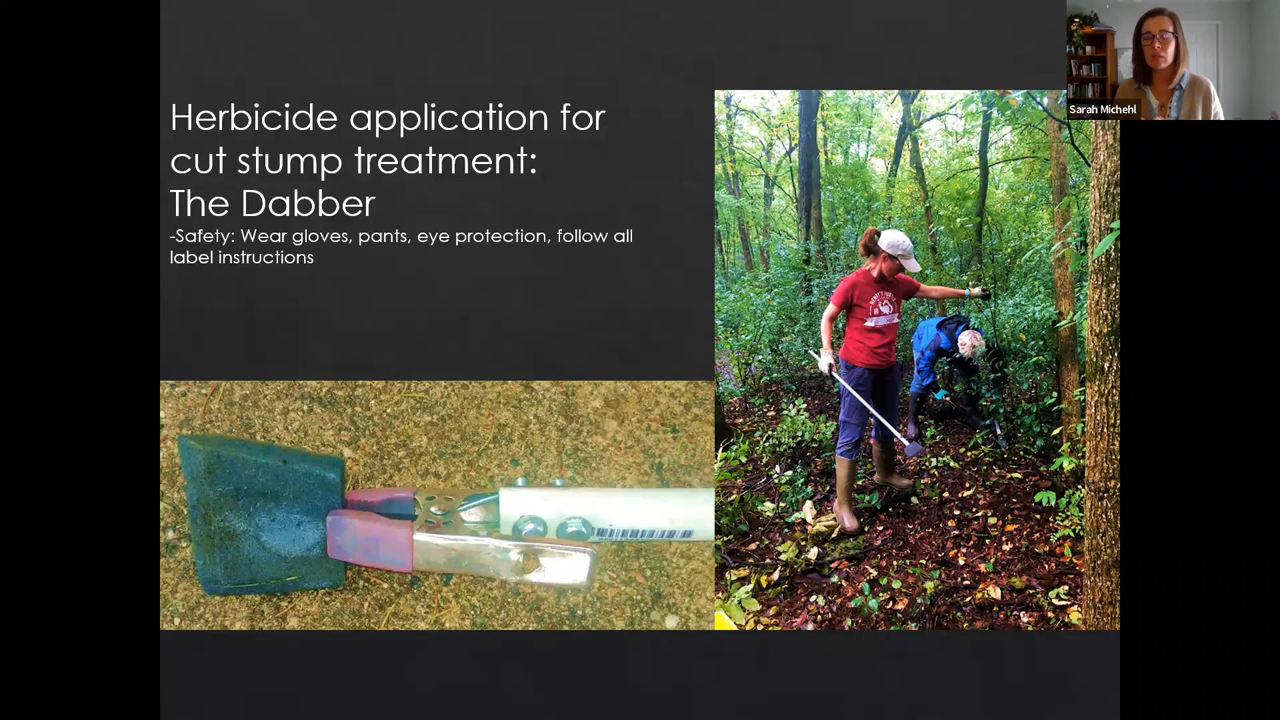 Herbicide application for
cut stump treatment:
The Dabber
-Safety: Wear gloves, pants, eye protection, follow all
label instructions
Sarah Michehl